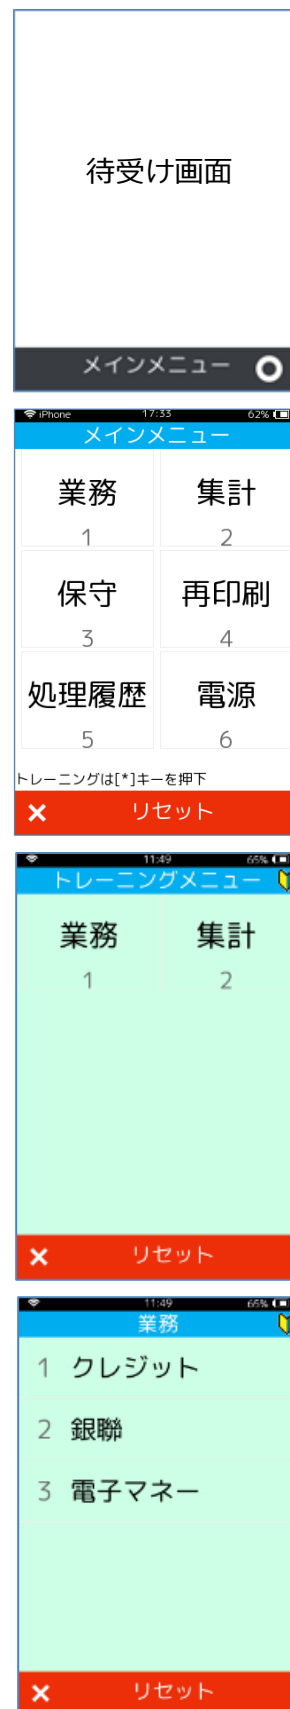 待受け画面
メインメニュー
iPhone 17:33 62%
メインメニュー
業務 集計
1 2
保守 再印刷
3 4
処理履歴 電源
5 6
トレーニングは[*]キーを押下
リセット
11:49 65%
トレーニングメニュー
業務 集計
1 2
リセット
11:49 65%
業務
1 クレジット
2 銀聯
3 電子マネー
リセット